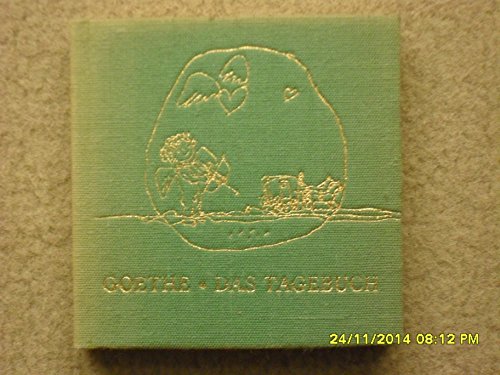 GOETHE • DAS TAGEBUCH
24/11/2014 08:12 PM